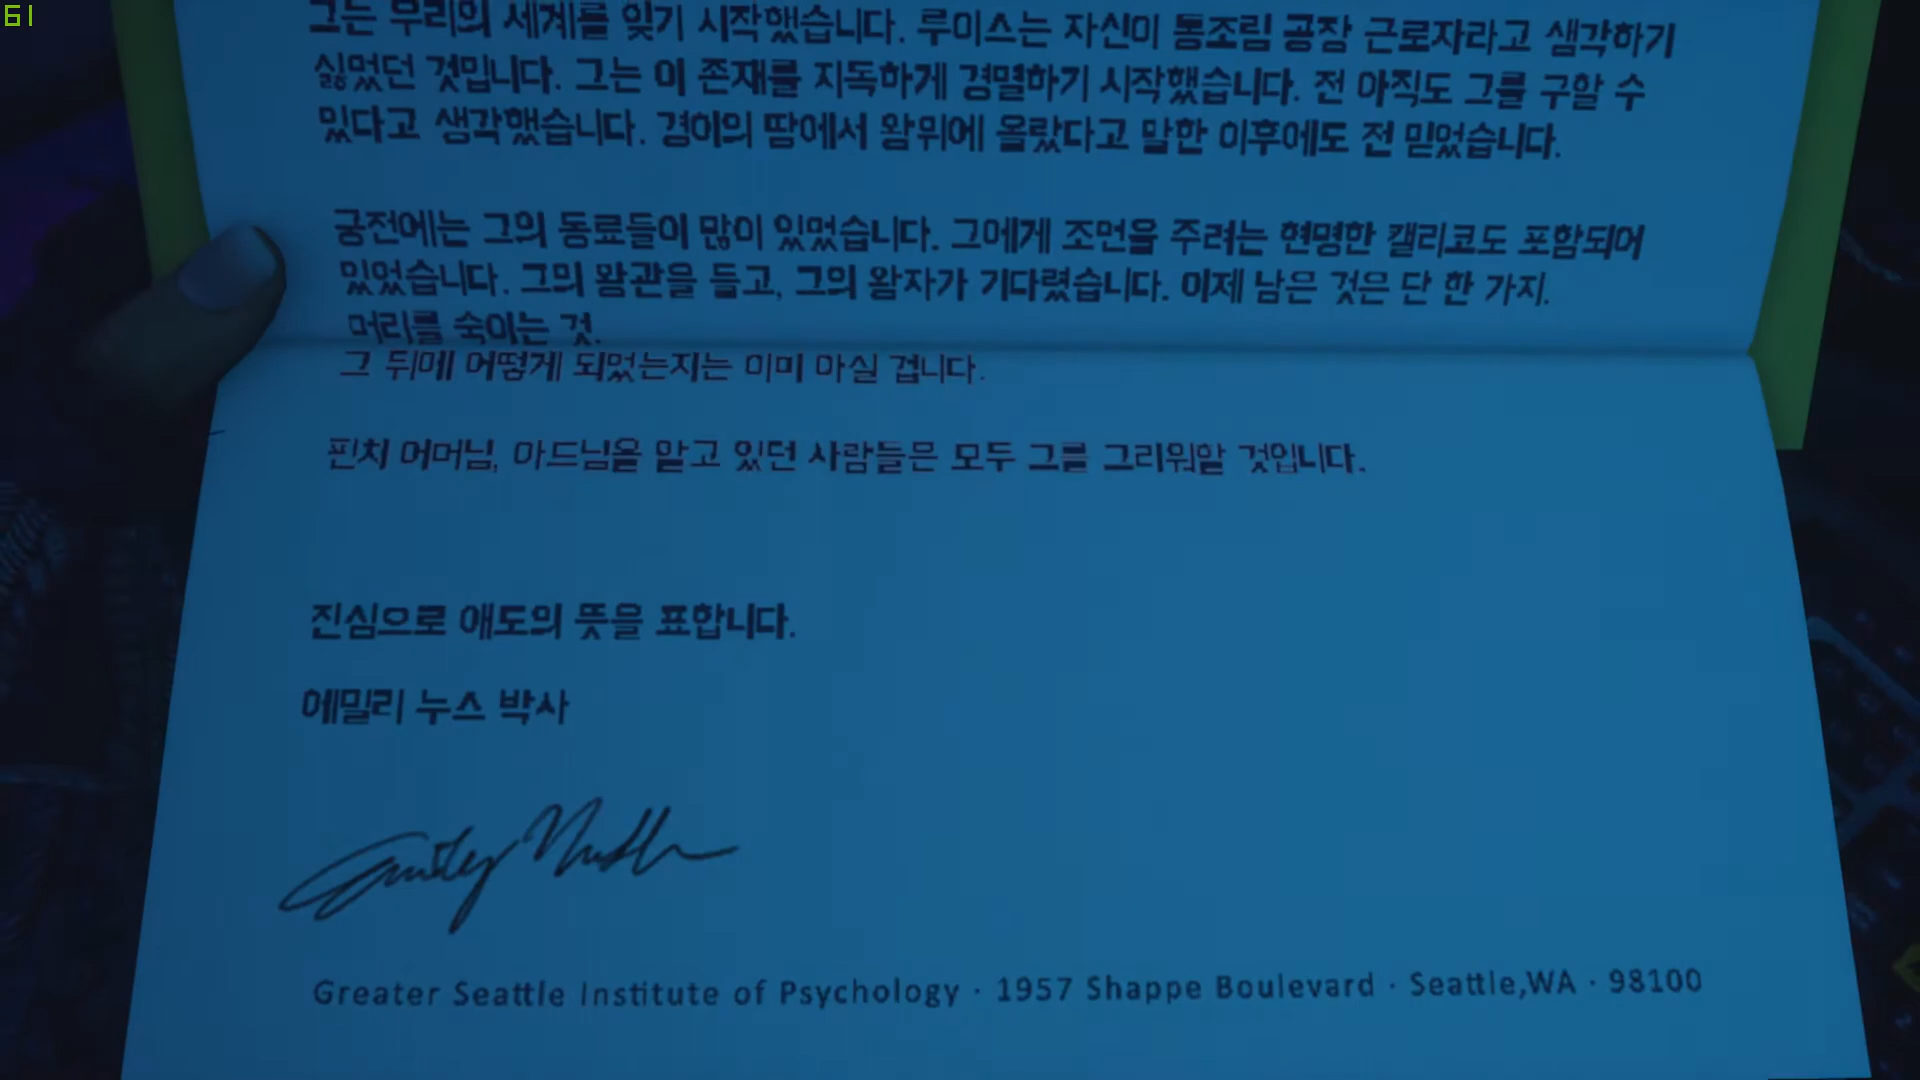 61
그는 우리의 세계를 잊기 시작했습니다. 루이스는 자신이 통조림 공장 근로자라고 생각하기
싫었던 것입니다. 그는 이 존재를 지독하게 경멸하기 시작했습니다. 전 아직도 그를 구할 수
있다고 생각했습니다. 경이의 땅에서 왕위에 올랐다고 말한 이후에도 전 믿었습니다.
궁전에는 그의 동료들이 많이 있었습니다. 그에게 조언을 주려는 현명한 캘리코도 포함되어
있었습니다. 그의 왕관을 들고, 그의 왕자가 기다렸습니다. 이제 남은 것은 단 한 가지.
머리를 숙이는 것.
그 뒤에 어떻게 되었는지는 이미 아실 겁니다.
핀치 어머님, 아드님을 알고 있던 사람들은 모두 그를 그리워할 것입니다.
진심으로 애도의 뜻을 표합니다.
에밀리 누스 박사
Greater Seattle Institute of Psychology · 1957 Shappe Boulevard · Seattle,WA · 98100